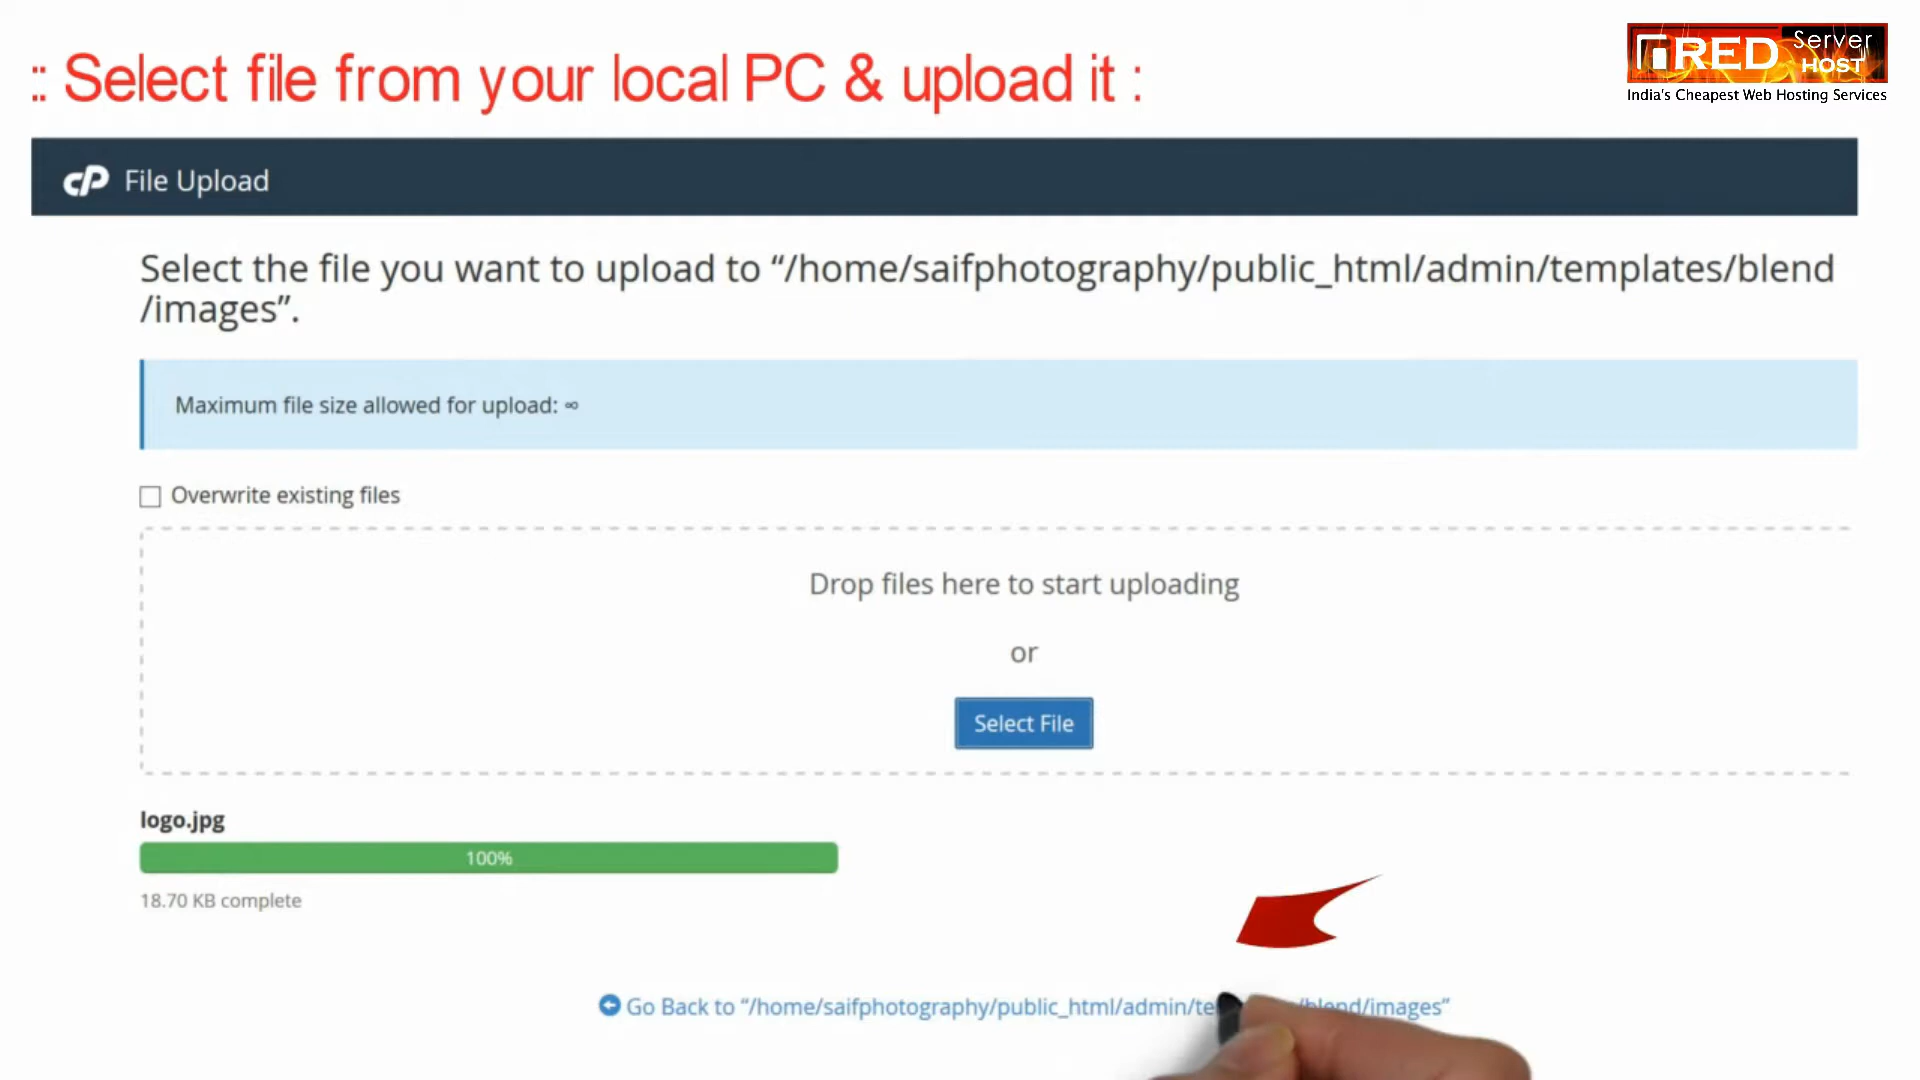 :: Select file from your local PC & upload it :
RED Server HOST
India's Cheapest Web Hosting Services
cP File Upload
Select the file you want to upload to “/home/saifphotography/public_html/admin/templates/blend
/images”.
Maximum file size allowed for upload: ∞
Overwrite existing files
Drop files here to start uploading
or
Select File
logo.jpg
100%
18.70 KB complete
Go Back to “/home/saifphotography/public_html/admin/te /blend/images”